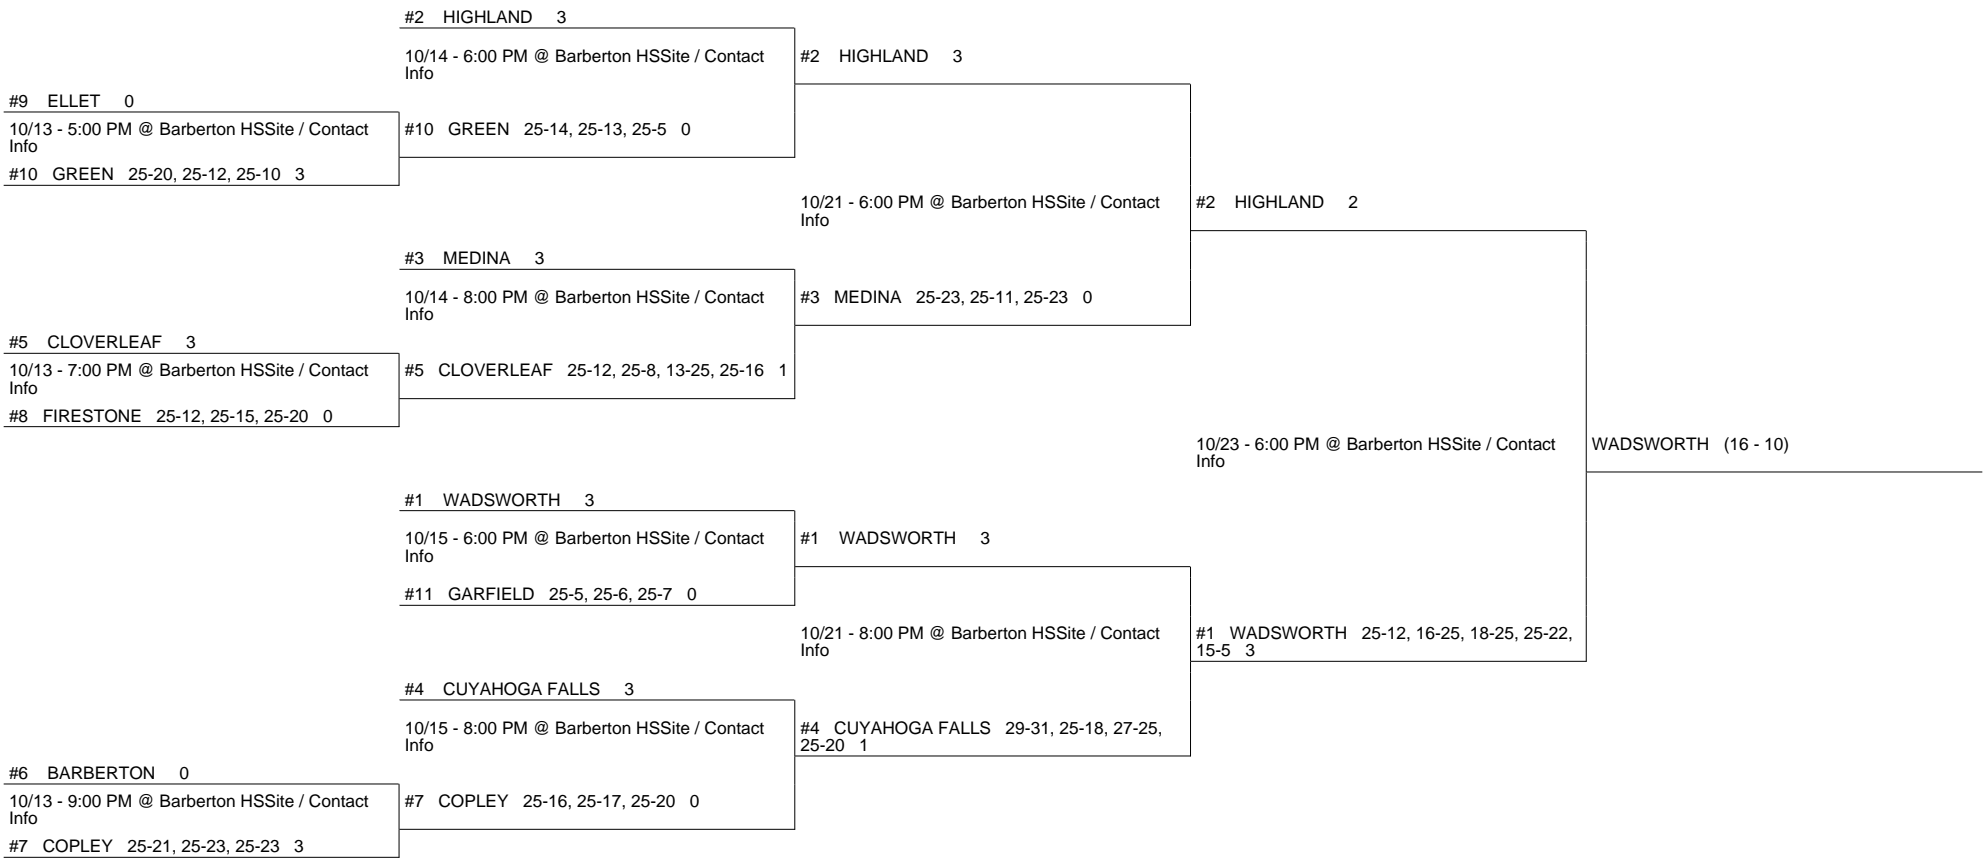 #2 HIGHLAND 3
10/14 - 6:00 PM @ Barberton HSSite / Contact
Info
#2 HIGHLAND 3
#9 ELLET 0
10/13 - 5:00 PM @ Barberton HSSite / Contact
Info
#10 GREEN 25-14, 25-13, 25-5 0
#10 GREEN 25-20, 25-12, 25-10 3
10/21 - 6:00 PM @ Barberton HSSite / Contact
Info
#2 HIGHLAND 2
#3 MEDINA 3
10/14 - 8:00 PM @ Barberton HSSite / Contact
Info
#3 MEDINA 25-23, 25-11, 25-23 0
#5 CLOVERLEAF 3
10/13 - 7:00 PM @ Barberton HSSite / Contact
Info
#5 CLOVERLEAF 25-12, 25-8, 13-25, 25-16 1
#8 FIRESTONE 25-12, 25-15, 25-20 0
10/23 - 6:00 PM @ Barberton HSSite / Contact
Info
WADSWORTH (16 - 10)
#1 WADSWORTH 3
10/15 - 6:00 PM @ Barberton HSSite / Contact
Info
#1 WADSWORTH 3
#11 GARFIELD 25-5, 25-6, 25-7 0
10/21 - 8:00 PM @ Barberton HSSite / Contact
Info
#1 WADSWORTH 25-12, 16-25, 18-25, 25-22,
15-5 3
#4 CUYAHOGA FALLS 3
10/15 - 8:00 PM @ Barberton HSSite / Contact
Info
#4 CUYAHOGA FALLS 29-31, 25-18, 27-25,
25-20 1
#6 BARBERTON 0
10/13 - 9:00 PM @ Barberton HSSite / Contact
Info
#7 COPLEY 25-16, 25-17, 25-20 0
#7 COPLEY 25-21, 25-23, 25-23 3